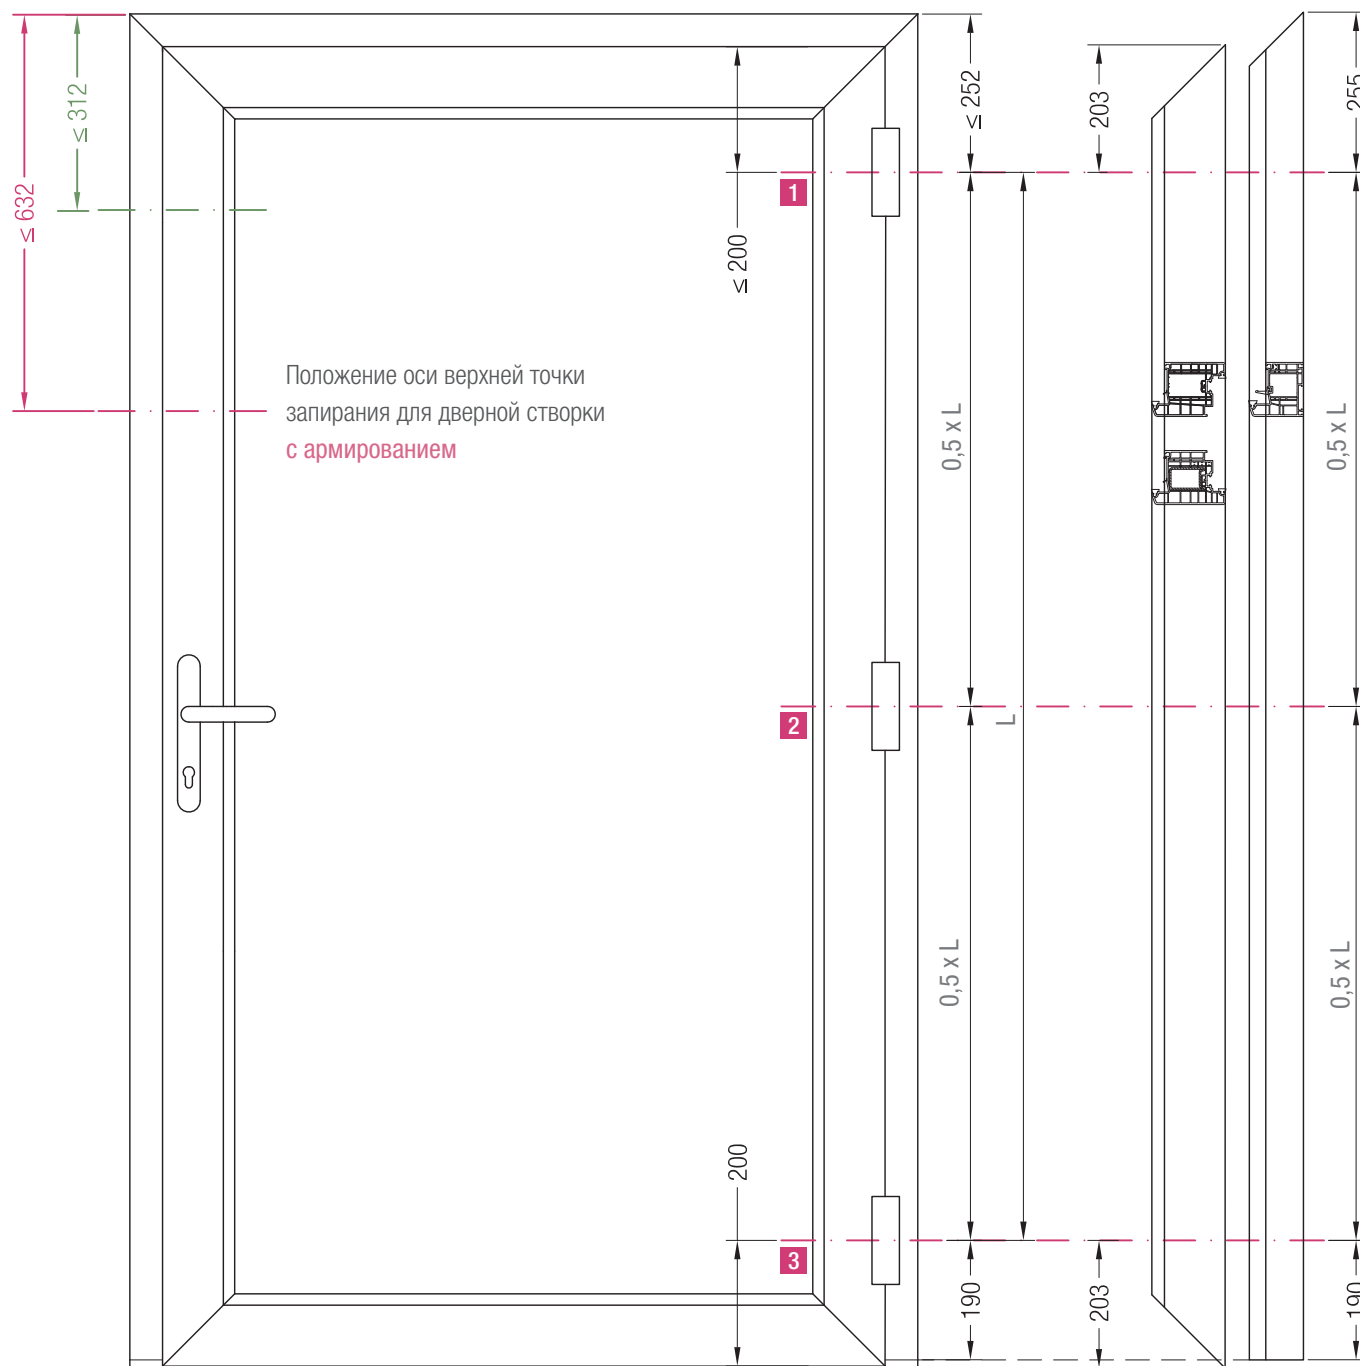 ≤ 632
≤ 312
≤ 200
≤ 252
203
255
1
Положение оси верхней точки
запирания для дверной створки
с армированием
0,5 x L
0,5 x L
2
L
0,5 x L
0,5 x L
200
3
190
203
190